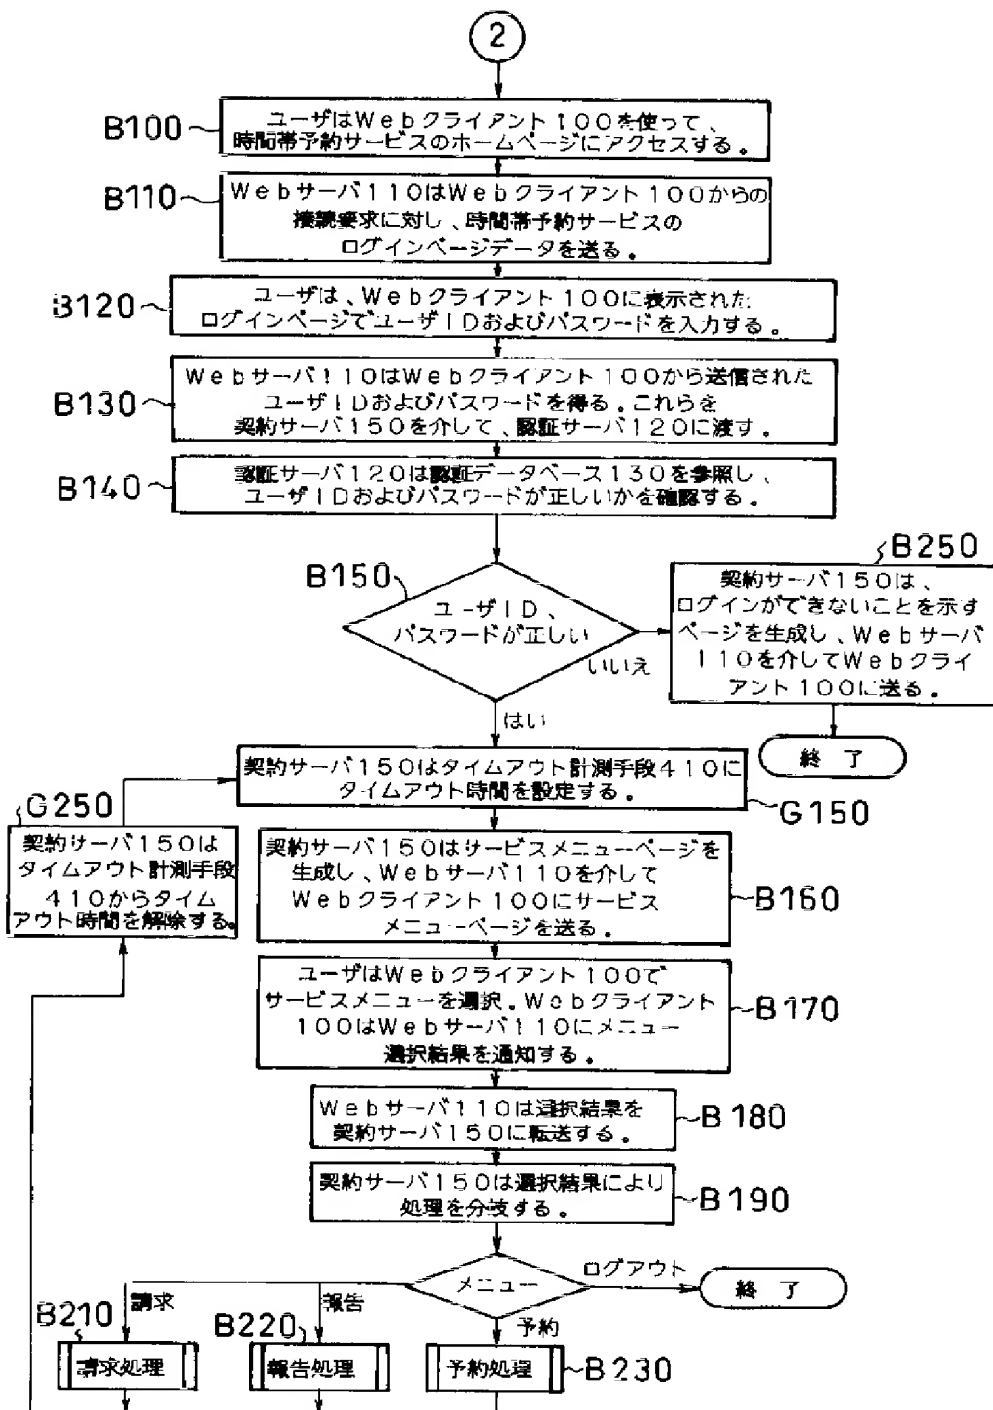 2
B100
ユーザはWebクライアント100を使って、
時間帯予約サービスのホームページにアクセスする。
B110
Webサーバ110はWebクライアント100からの
接続要求に対し、時間帯予約サービスの
ログインページデータを送る。
B120
ユーザは、Webクライアント100に表示された
ログインページでユーザIDおよびパスワードを入力する。
B130
Webサーバ110はWebクライアント100から送信された
ユーザIDおよびパスワードを得る。これらを
契約サーバ150を介して、認証サーバ120に渡す。
B140
認証サーバ120は認証データベース130を参照し、
ユーザIDおよびパスワードが正しいかを確認する。
B150
ユーザID、
パスワードが正しい
いいえ
はい
B250
契約サーバ150は、
ログインができないことを示す
ページを生成し、Webサーバ
110を介してWebクライ
アント100に送る。
終了
契約サーバ150はタイムアウト計測手段410に
タイムアウト時間を設定する。
G150
G250
契約サーバ150は
タイムアウト計測手段
410からタイム
アウト時間を解除する。
契約サーバ150はサービスメニューページを
生成し、Webサーバ110を介して
Webクライアント100にサービス
メニューページを送る。
B160
ユーザはWebクライアント100で
サービスメニューを選択。Webクライアント
100はWebサーバ110にメニュー
選択結果を通知する。
B170
Webサーバ110は選択結果を
契約サーバ150に転送する。
B180
契約サーバ150は選択結果により
処理を分岐する。
B190
メニュー
ログアウト
終了
請求
報告
予約
B210
請求処理
B220
報告処理
予約処理
B230